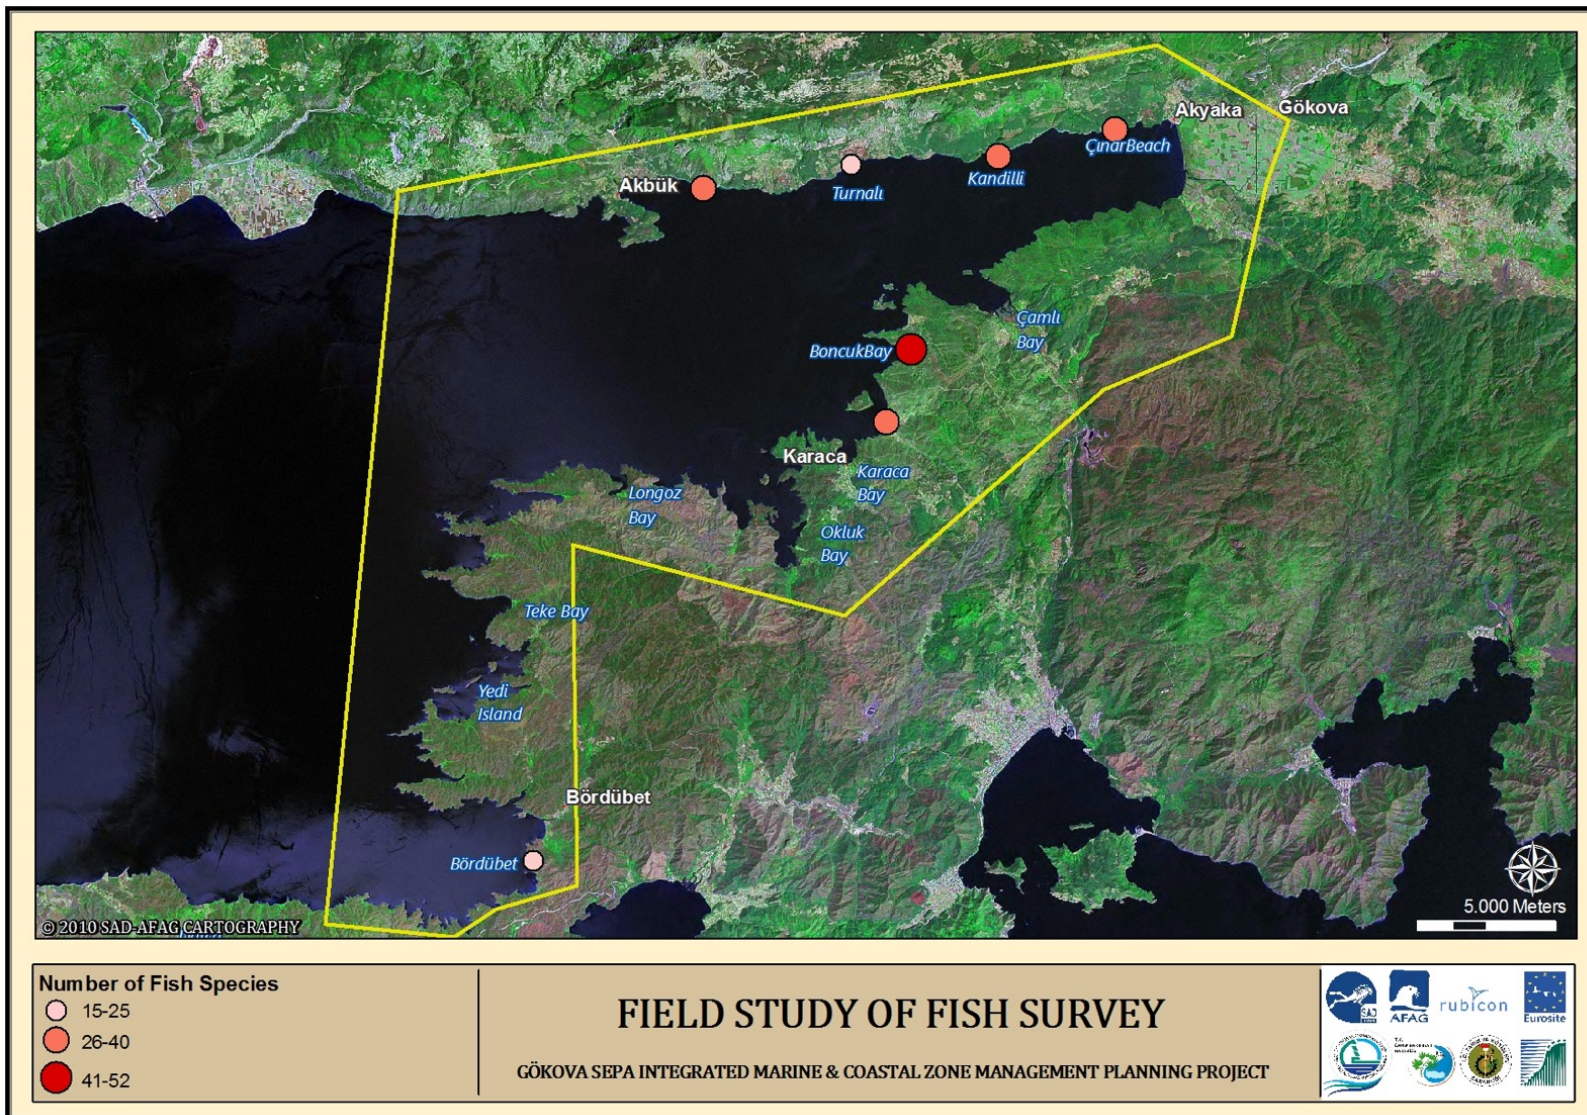 Akyaka
Gökova
ÇınarBeach
Kandilli
Turnalı
Akbük
Çamlı
Bay
BoncukBay
Karaca
Karaca
Bay
Longoz
Bay
Okluk
Bay
Teke Bay
Yedi
Island
Bördübet
Bördübet
5.000 Meters
© 2010 SAD-AFAG CARTOGRAPHY
Number of Fish Species
15-25
26-40
41-52
FIELD STUDY OF FISH SURVEY
GÖKOVA SEPA INTEGRATED MARINE & COASTAL ZONE MANAGEMENT PLANNING PROJECT
SAD
AFAG
rubicon
Eurosite